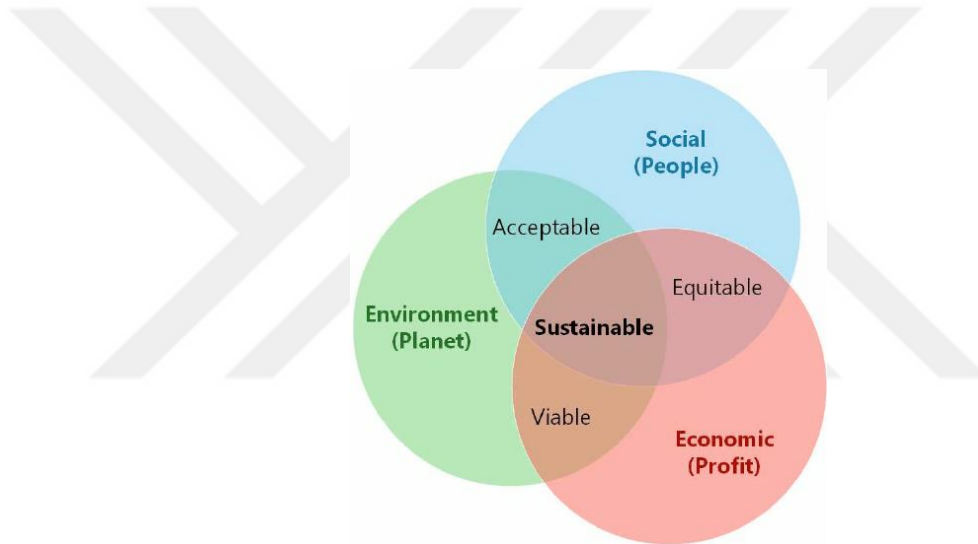 Social
(People)
Acceptable
Equitable
Environment
(Planet)
Sustainable
Viable
Economic
(Profit)